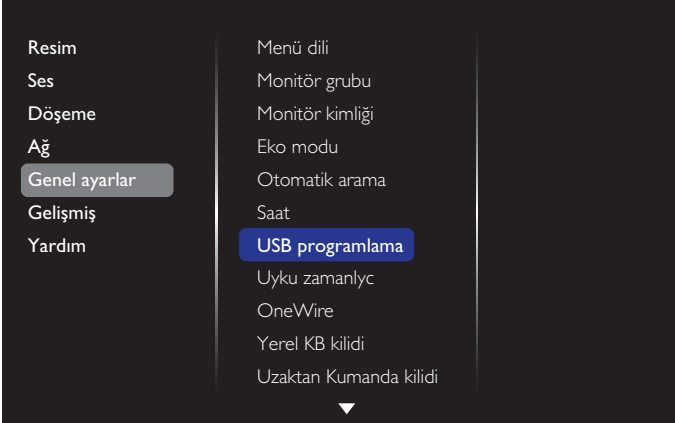 Resim
Ses
Döşeme
Ağ
Genel ayarlar
Gelişmiş
Yardım
Menü dili
Monitör grubu
Monitör kimliği
Eko modu
Otomatik arama
Saat
USB programlama
Uyku zamanlyc
OneWire
Yerel KB kilidi
Uzaktan Kumanda kilidi